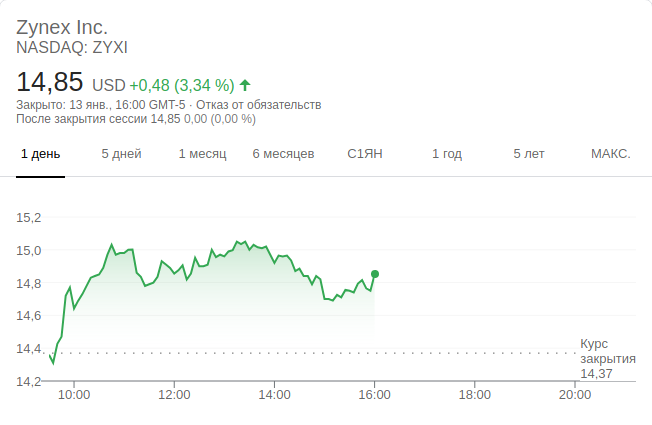 Zynex Inc.
NASDAQ: ZYXI
14,85 USD +0,48 (3,34 %)
Закрыто: 13 янв., 16:00 GMT-5 · Отказ от обязательств
После закрытия сессии 14,85 0,00 (0,00 %)
1 день 5 дней 1 месяц 6 месяцев С1ЯН 1 год 5 лет МАКС.
15,2
15,0
14,8
14,6
14,4
14,2
Курс
закрытия
14,37
10:00 12:00 14:00 16:00 18:00 20:00